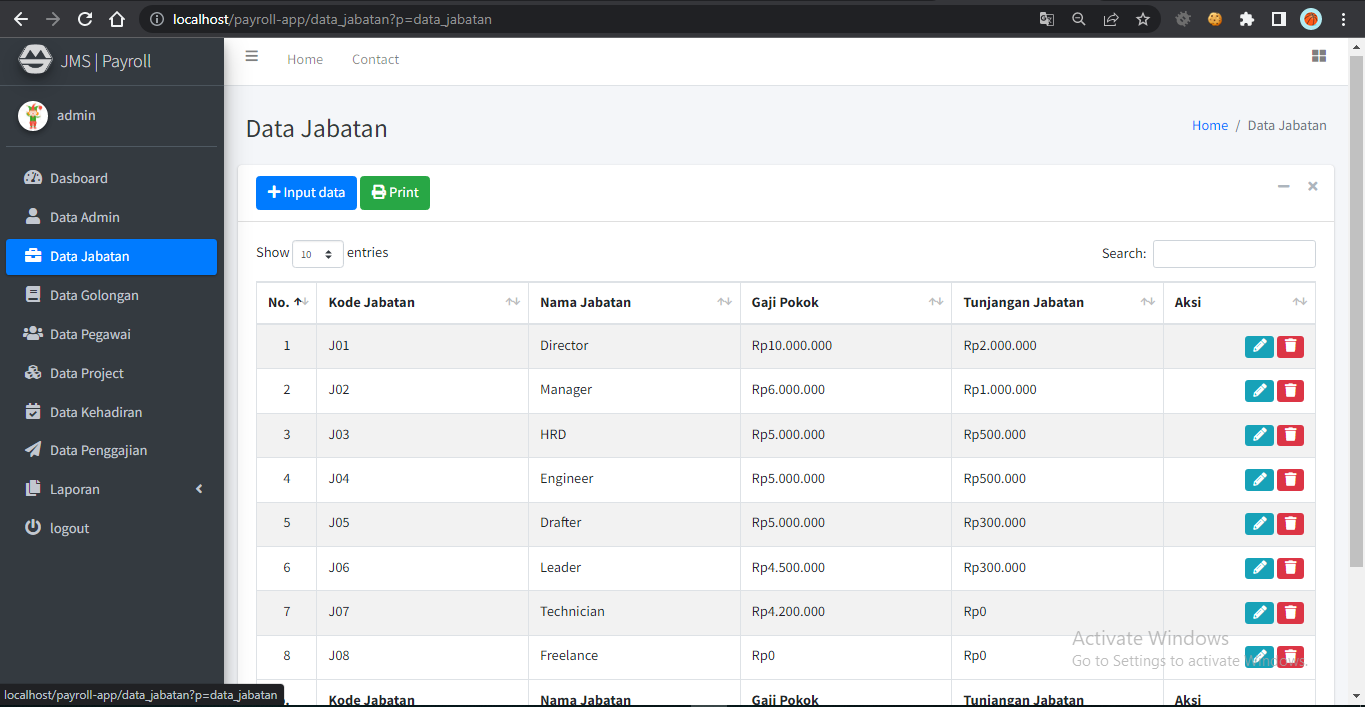 localhost/payroll-app/data_jabatan?p=data_jabatan
JMS | Payroll
Home Contact
admin
Data Jabatan
Home / Data Jabatan
Dasboard
Data Admin
Data Jabatan
Data Golongan
Data Pegawai
Data Project
Data Kehadiran
Data Penggajian
Laporan
logout
Input data Print
Show 10 entries
Search:
No. Kode Jabatan Nama Jabatan Gaji Pokok Tunjangan Jabatan Aksi
1 J01 Director Rp10.000.000 Rp2.000.000
2 J02 Manager Rp6.000.000 Rp1.000.000
3 J03 HRD Rp5.000.000 Rp500.000
4 J04 Engineer Rp5.000.000 Rp500.000
5 J05 Drafter Rp5.000.000 Rp300.000
6 J06 Leader Rp4.500.000 Rp300.000
7 J07 Technician Rp4.200.000 Rp0
8 J08 Freelance Rp0 Rp0
Kode Jabatan Nama Jabatan Gaji Pokok Tunjangan Jabatan Aksi
Activate Windows
Go to Settings to activate Windows.
localhost/payroll-app/data_jabatan?p=data_jabatan